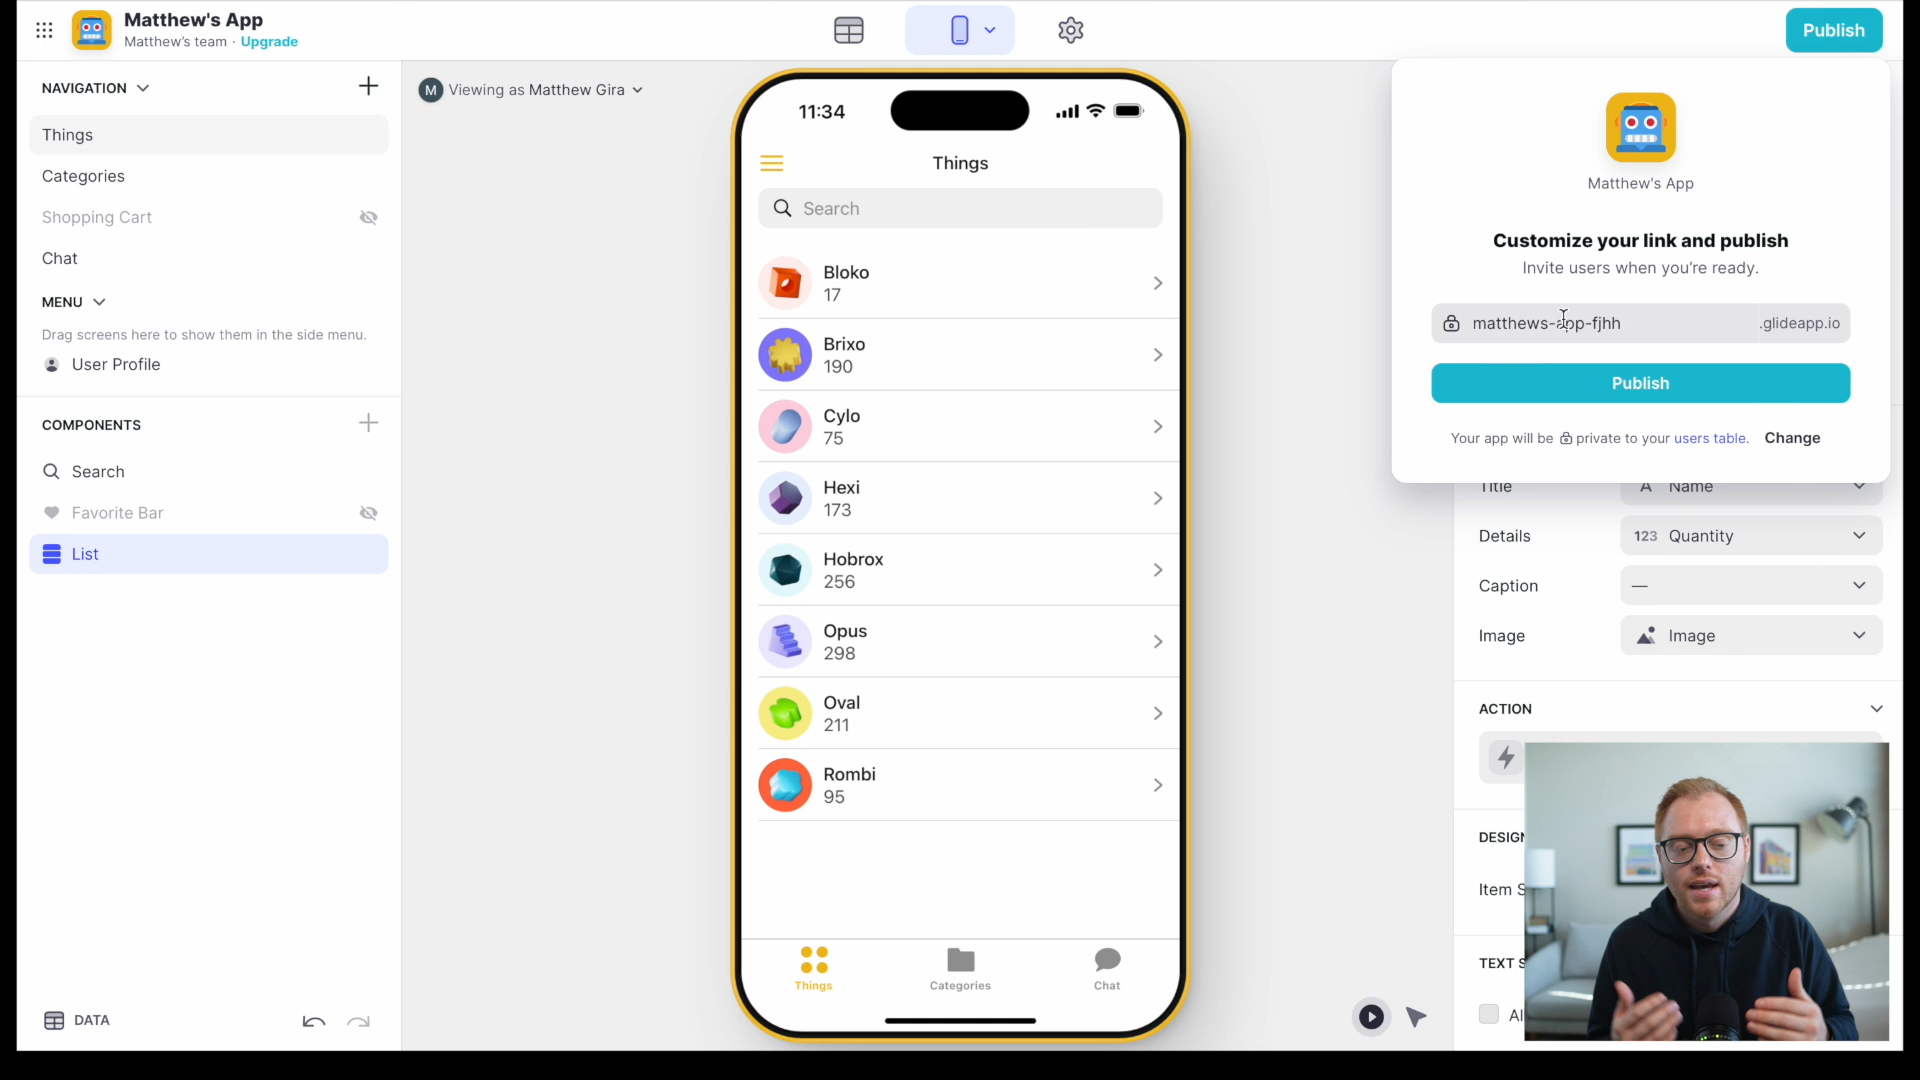 Matthew's App
Matthew's team · Upgrade
Publish
NAVIGATION
Things
Categories
Shopping Cart
Chat
MENU
Drag screens here to show them in the side menu.
User Profile
COMPONENTS
Search
Favorite Bar
List
DATA
M Viewing as Matthew Gira
11:34
Things
Search
Bloko
17
Brixo
190
Cylo
75
Hexi
173
Hobrox
256
Opus
298
Oval
211
Rombi
95
Things
Categories
Chat
Matthew's App
Customize your link and publish
Invite users when you're ready.
matthews-app-fjhh .glideapp.io
Publish
Your app will be private to your users table. Change
Title A Name
Details 123 Quantity
Caption —
Image Image
ACTION
DESIGN
Item S
TEXT S
Al